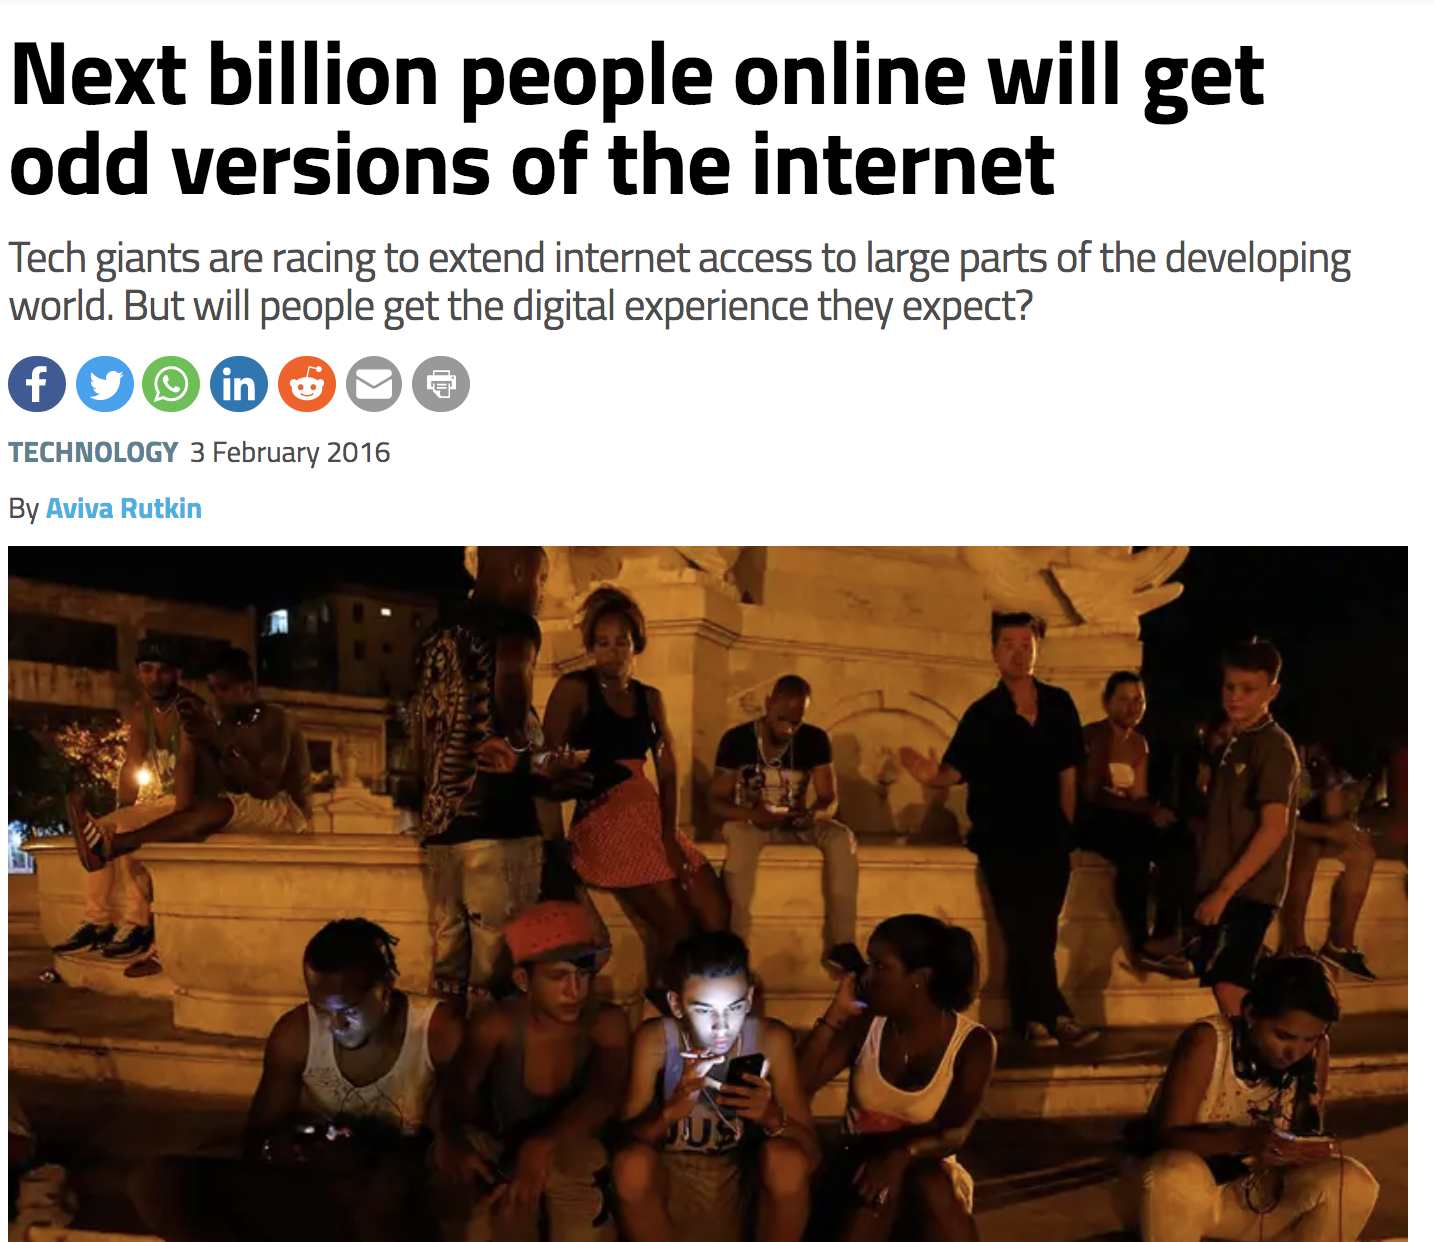 Next billion people online will get
odd versions of the internet
Tech giants are racing to extend internet access to large parts of the developing
world. But will people get the digital experience they expect?
f in
TECHNOLOGY 3 February 2016
By Aviva Rutkin
JUS